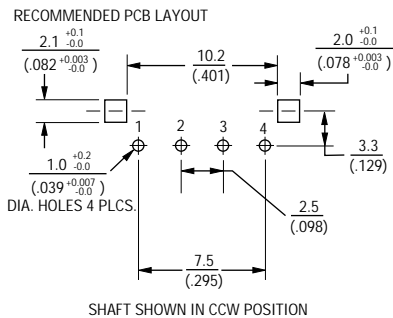 RECOMMENDED PCB LAYOUT
2.1 +0.1 -0.0
(.082 +0.003 -0.0 )
10.2
(.401)
2.0 +0.1 -0.0
(.078 +0.003 -0.0 )
1 2 3 4
1.0 +0.2 -0.0
(.039 +0.007 -0.0 )
DIA. HOLES 4 PLCS.
3.3
(.129)
2.5
(.098)
7.5
(.295)
SHAFT SHOWN IN CCW POSITION